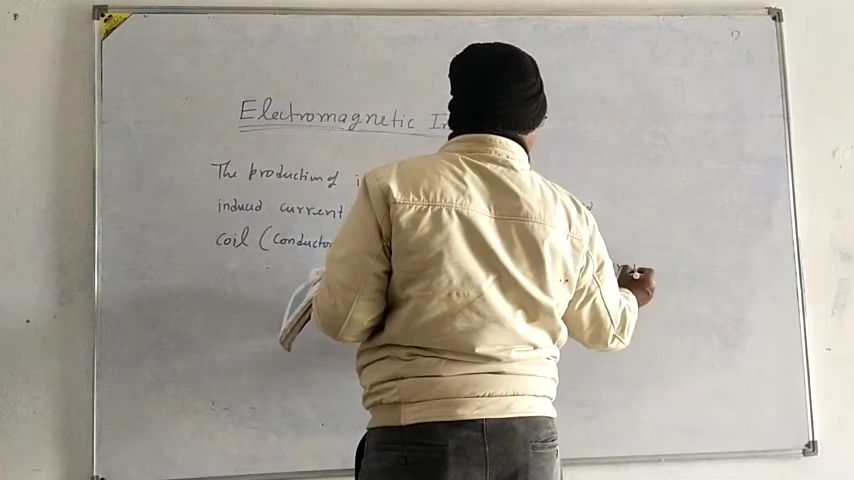 Electromagnetic
The production of
induced current
coil (conductor